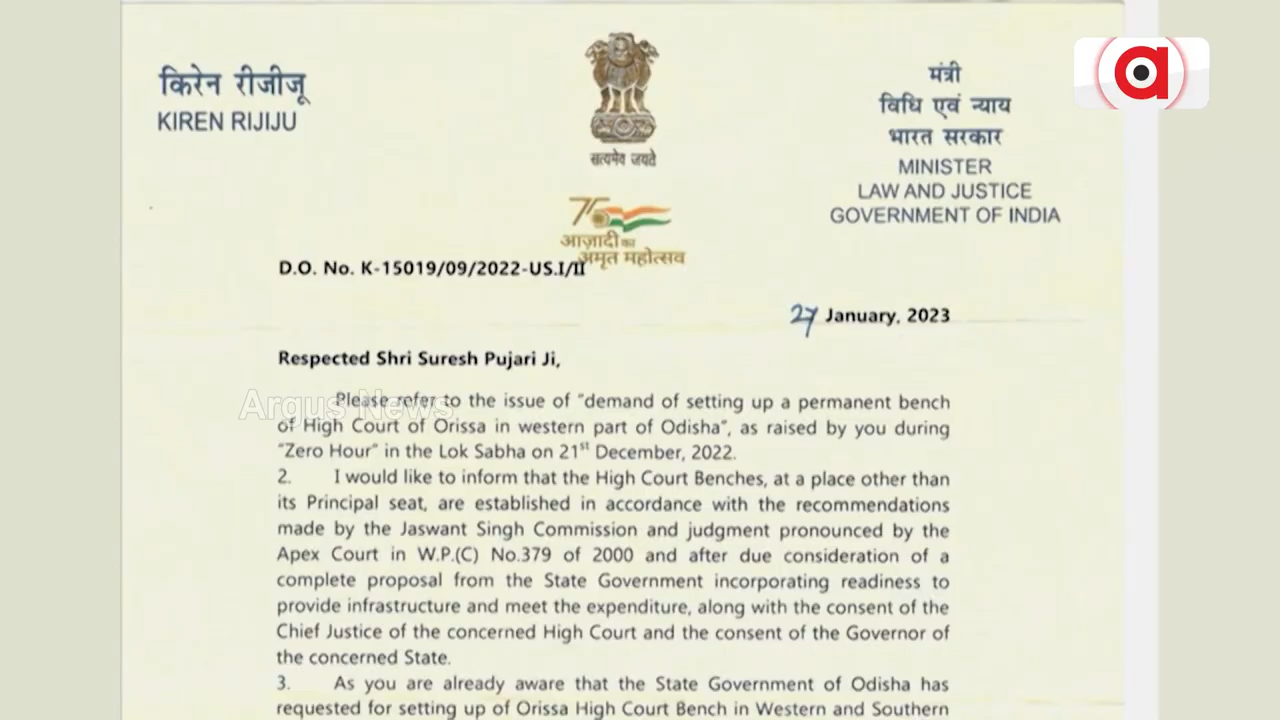 किरेन रीजीजू
KIREN RIJIJU
सत्यमेव जयते
मंत्री
विधि एवं न्याय
भारत सरकार
MINISTER
LAW AND JUSTICE
GOVERNMENT OF INDIA
a
75
आज़ादी का
अमृत महोत्सव
D.O. No. K-15019/09/2022-US.I/II
27 January, 2023
Respected Shri Suresh Pujari Ji,
Argus News
Please refer to the issue of "demand of setting up a permanent bench
of High Court of Orissa in western part of Odisha", as raised by you during
"Zero Hour" in the Lok Sabha on 21st December, 2022.
2. I would like to inform that the High Court Benches, at a place other than
its Principal seat, are established in accordance with the recommendations
made by the Jaswant Singh Commission and judgment pronounced by the
Apex Court in W.P.(C) No.379 of 2000 and after due consideration of a
complete proposal from the State Government incorporating readiness to
provide infrastructure and meet the expenditure, along with the consent of the
Chief Justice of the concerned High Court and the consent of the Governor of
the concerned State.
3. As you are already aware that the State Government of Odisha has
requested for setting up of Orissa High Court Bench in Western and Southern